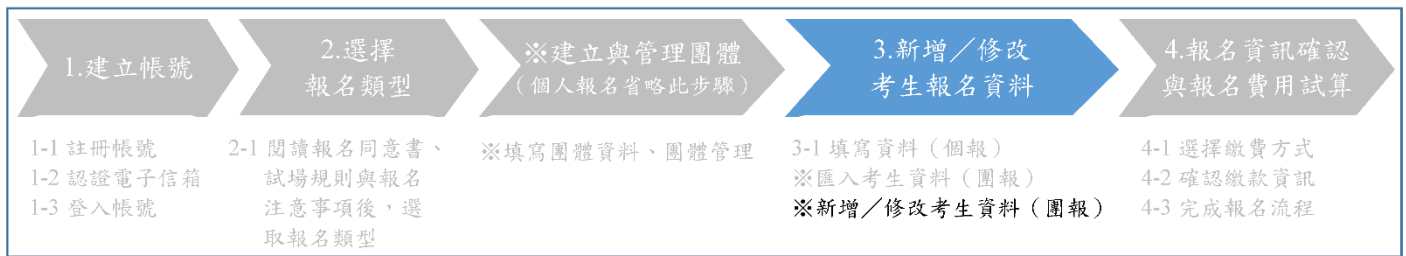 1.建立帳號
2.選擇
報名類型
※建立與管理團體
（個人報名省略此步驟）
3.新增／修改
考生報名資料
4.報名資訊確認
與報名費用試算
1-1 註冊帳號
1-2 認證電子信箱
1-3 登入帳號
2-1 閱讀報名同意書、
試場規則與報名
注意事項後，選
取報名類型
※填寫團體資料、團體管理
3-1 填寫資料（個報）
※匯入考生資料（團報）
※新增／修改考生資料（團報）
4-1 選擇繳費方式
4-2 確認繳款資訊
4-3 完成報名流程